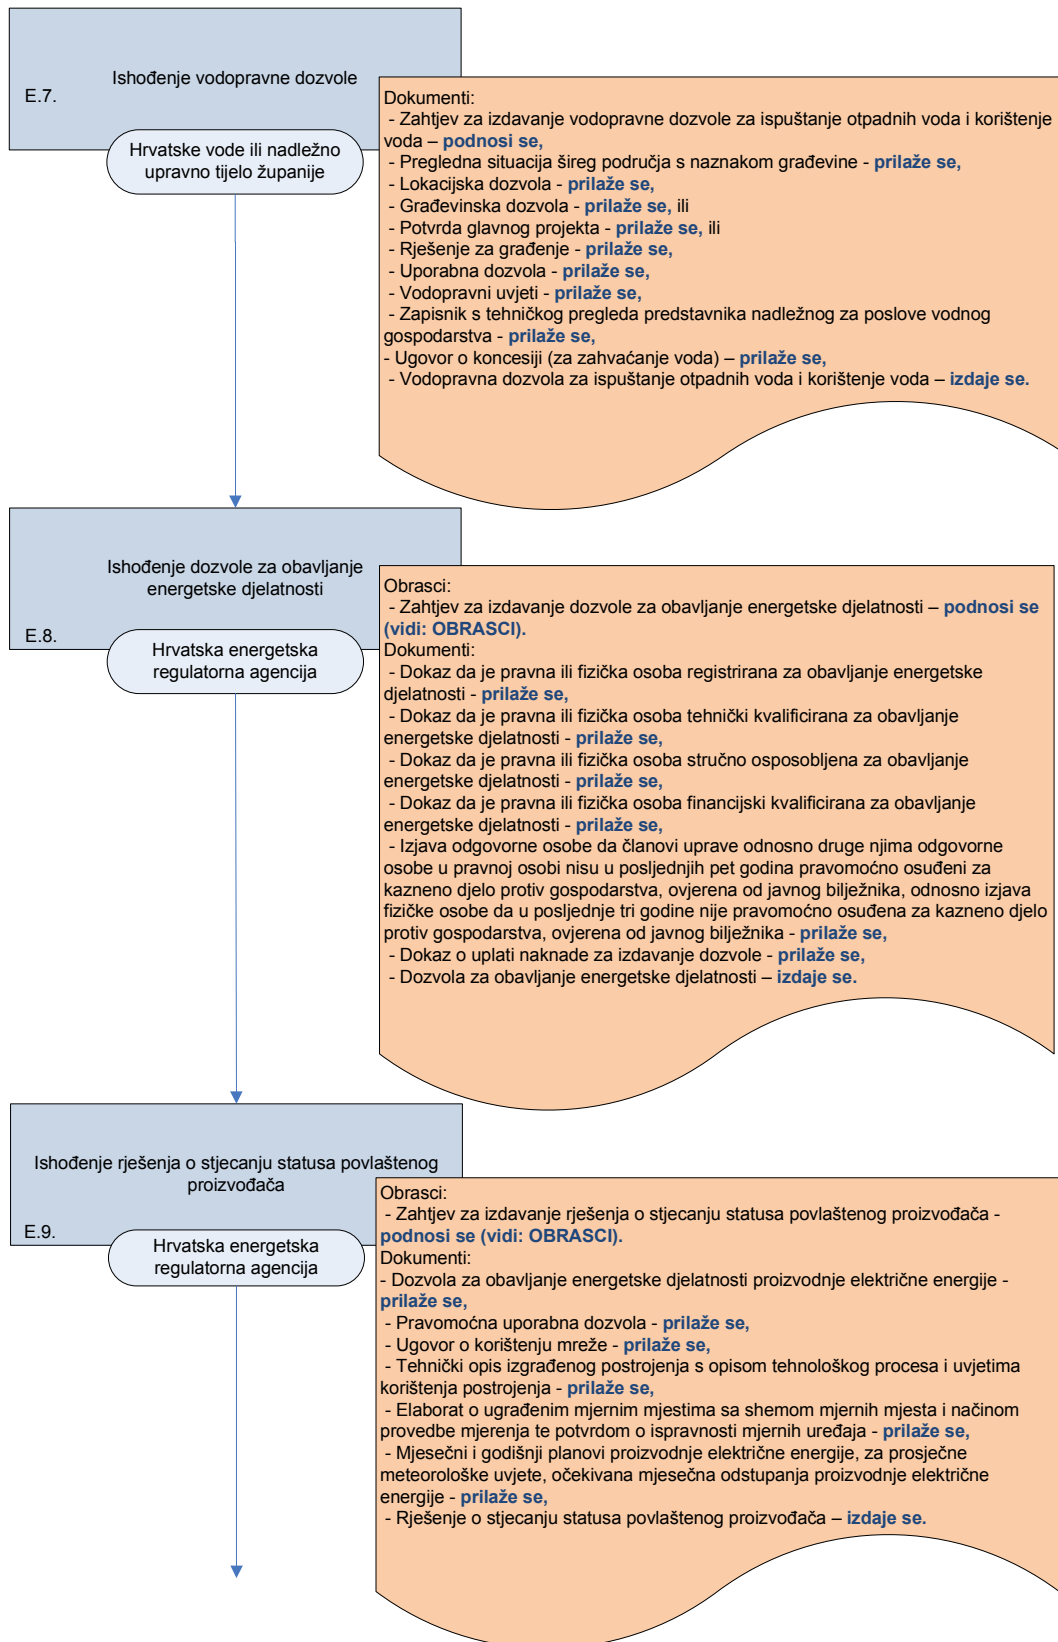 Ishođenje vodopravne dozvole
E.7.
Hrvatske vode ili nadležno
upravno tijelo županije
Dokumenti:
- Zahtjev za izdavanje vodopravne dozvole za ispuštanje otpadnih voda i korištenje
voda – podnosi se,
- Pregledna situacija šireg područja s naznakom građevine - prilaže se,
- Lokacijska dozvola - prilaže se,
- Građevinska dozvola - prilaže se, ili
- Potvrda glavnog projekta - prilaže se, ili
- Rješenje za građenje - prilaže se,
- Uporabna dozvola - prilaže se,
- Vodopravni uvjeti - prilaže se,
- Zapisnik s tehničkog pregleda predstavnika nadležnog za poslove vodnog
gospodarstva - prilaže se,
- Ugovor o koncesiji (za zahvaćanje voda) – prilaže se,
- Vodopravna dozvola za ispuštanje otpadnih voda i korištenje voda – izdaje se.
Ishođenje dozvole za obavljanje
energetske djelatnosti
E.8.
Hrvatska energetska
regulatorna agencija
Obrasci:
- Zahtjev za izdavanje dozvole za obavljanje energetske djelatnosti – podnosi se
(vidi: OBRASCI).
Dokumenti:
- Dokaz da je pravna ili fizička osoba registrirana za obavljanje energetske
djelatnosti - prilaže se,
- Dokaz da je pravna ili fizička osoba tehnički kvalificirana za obavljanje
energetske djelatnosti - prilaže se,
- Dokaz da je pravna ili fizička osoba stručno osposobljena za obavljanje
energetske djelatnosti - prilaže se,
- Dokaz da je pravna ili fizička osoba financijski kvalificirana za obavljanje
energetske djelatnosti - prilaže se,
- Izjava odgovorne osobe da članovi uprave odnosno druge njima odgovorne
osobe u pravnoj osobi nisu u posljednjih pet godina pravomoćno osuđeni za
kazneno djelo protiv gospodarstva, ovjerena od javnog bilježnika, odnosno izjava
fizičke osobe da u posljednje tri godine nije pravomoćno osuđena za kazneno djelo
protiv gospodarstva, ovjerena od javnog bilježnika - prilaže se,
- Dokaz o uplati naknade za izdavanje dozvole - prilaže se,
- Dozvola za obavljanje energetske djelatnosti – izdaje se.
Ishođenje rješenja o stjecanju statusa povlaštenog
proizvođača
E.9.
Hrvatska energetska
regulatorna agencija
Obrasci:
- Zahtjev za izdavanje rješenja o stjecanju statusa povlaštenog proizvođača -
podnosi se (vidi: OBRASCI).
Dokumenti:
- Dozvola za obavljanje energetske djelatnosti proizvodnje električne energije -
prilaže se,
- Pravomoćna uporabna dozvola - prilaže se,
- Ugovor o korištenju mreže - prilaže se,
- Tehnički opis izgrađenog postrojenja s opisom tehnološkog procesa i uvjetima
korištenja postrojenja - prilaže se,
- Elaborat o ugrađenim mjernim mjestima sa shemom mjernih mjesta i načinom
provedbe mjerenja te potvrdom o ispravnosti mjernih uređaja - prilaže se,
- Mjesečni i godišnji planovi proizvodnje električne energije, za prosječne
meteorološke uvjete, očekivana mjesečna odstupanja proizvodnje električne
energije - prilaže se,
- Rješenje o stjecanju statusa povlaštenog proizvođača – izdaje se.